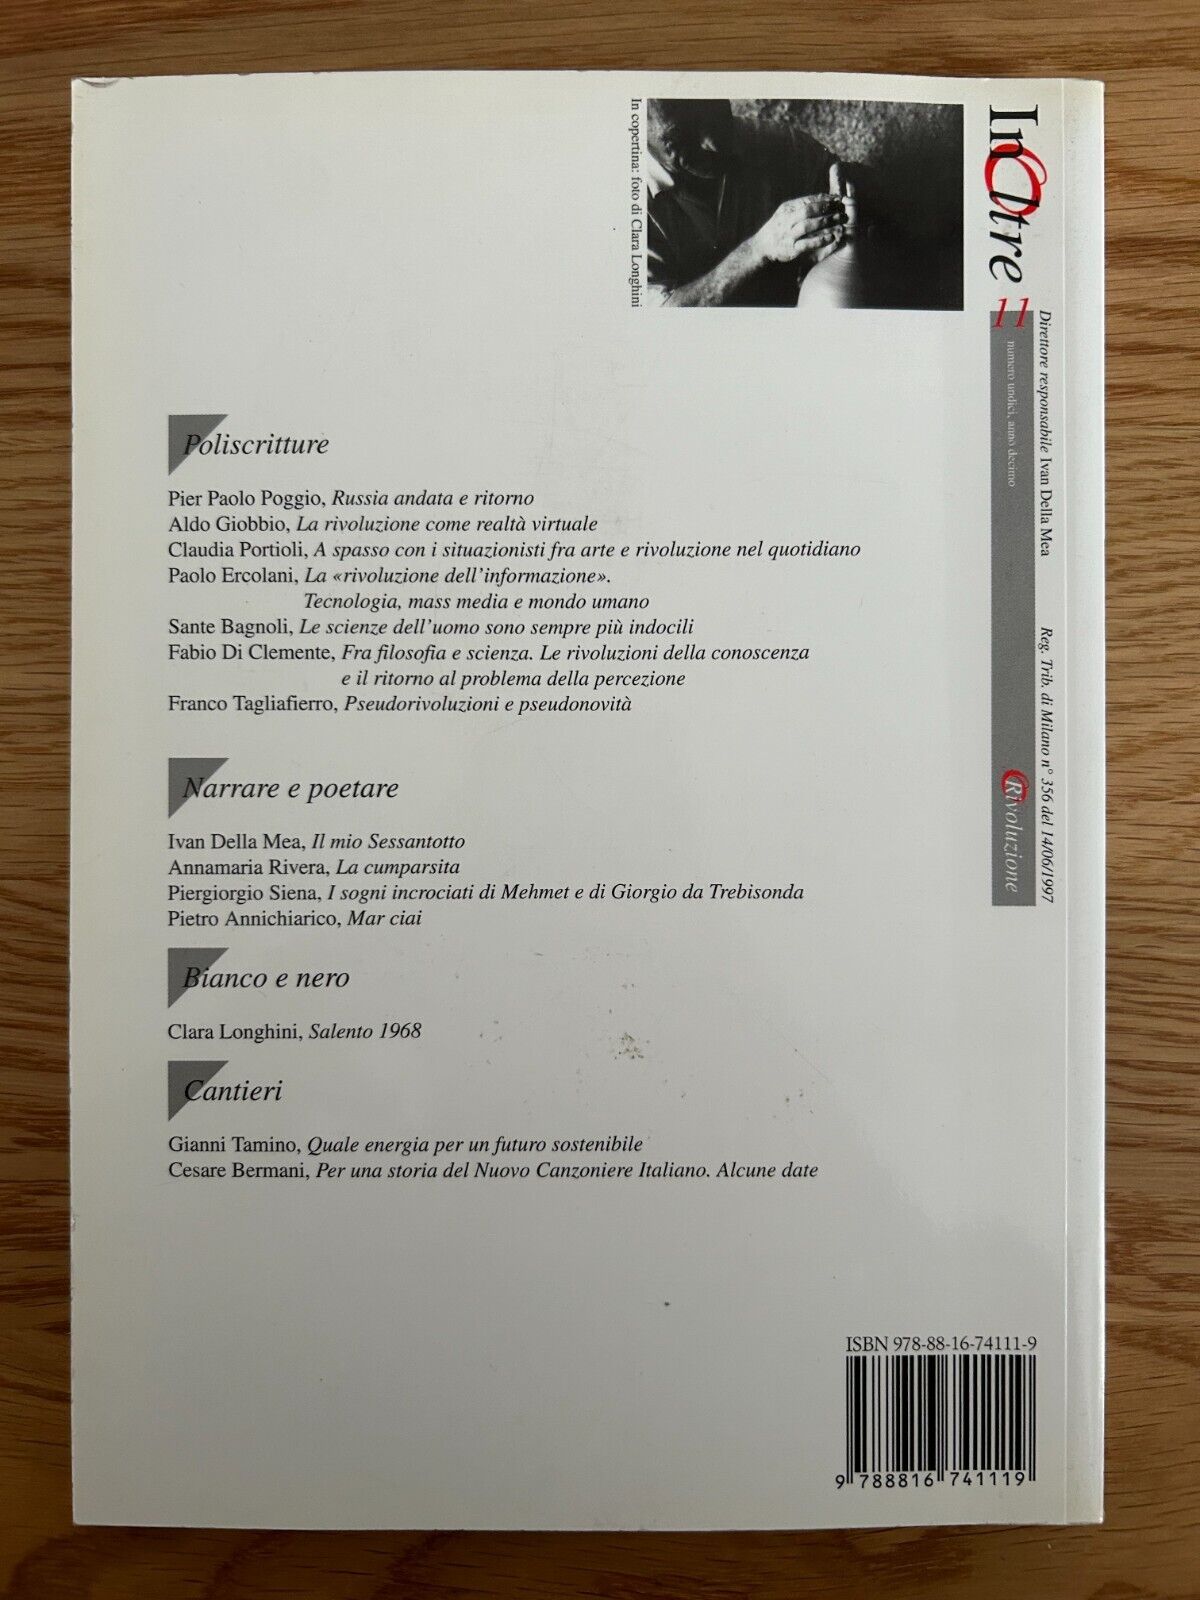 In copertina: foto di Clara Longhini
InOltre
11
numero undici, anno decimo
Rivoluzione
Direttore responsabile Ivan Della Mea
Reg. Trib. di Milano n° 356 del 14/06/1997
Poliscritture
Pier Paolo Poggio, Russia andata e ritorno
Aldo Giobbio, La rivoluzione come realtà virtuale
Claudia Portioli, A spasso con i situazionisti fra arte e rivoluzione nel quotidiano
Paolo Ercolani, La «rivoluzione dell'informazione».
Tecnologia, mass media e mondo umano
Sante Bagnoli, Le scienze dell'uomo sono sempre più indocili
Fabio Di Clemente, Fra filosofia e scienza. Le rivoluzioni della conoscenza
e il ritorno al problema della percezione
Franco Tagliafierro, Pseudorivoluzioni e pseudonovità
Narrare e poetare
Ivan Della Mea, Il mio Sessantotto
Annamaria Rivera, La cumparsita
Piergiorgio Siena, I sogni incrociati di Mehmet e di Giorgio da Trebisonda
Pietro Annichiarico, Mar ciai
Bianco e nero
Clara Longhini, Salento 1968
Cantieri
Gianni Tamino, Quale energia per un futuro sostenibile
Cesare Bermani, Per una storia del Nuovo Canzoniere Italiano. Alcune date
ISBN 978-88-16-74111-9
9 788816 741119